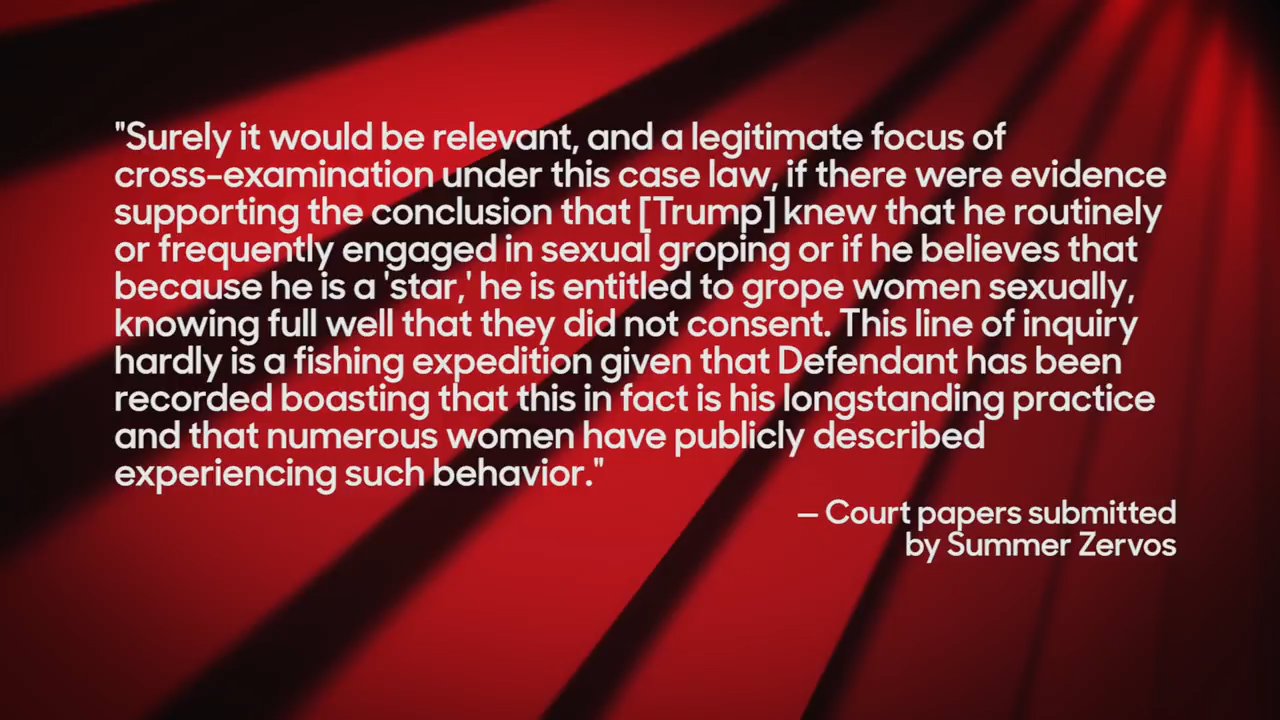 "Surely it would be relevant, and a legitimate focus of
cross-examination under this case law, if there were evidence
supporting the conclusion that [Trump] knew that he routinely
or frequently engaged in sexual groping or if he believes that
because he is a 'star,' he is entitled to grope women sexually,
knowing full well that they did not consent. This line of inquiry
hardly is a fishing expedition given that Defendant has been
recorded boasting that this in fact is his longstanding practice
and that numerous women have publicly described
experiencing such behavior."
– Court papers submitted
by Summer Zervos